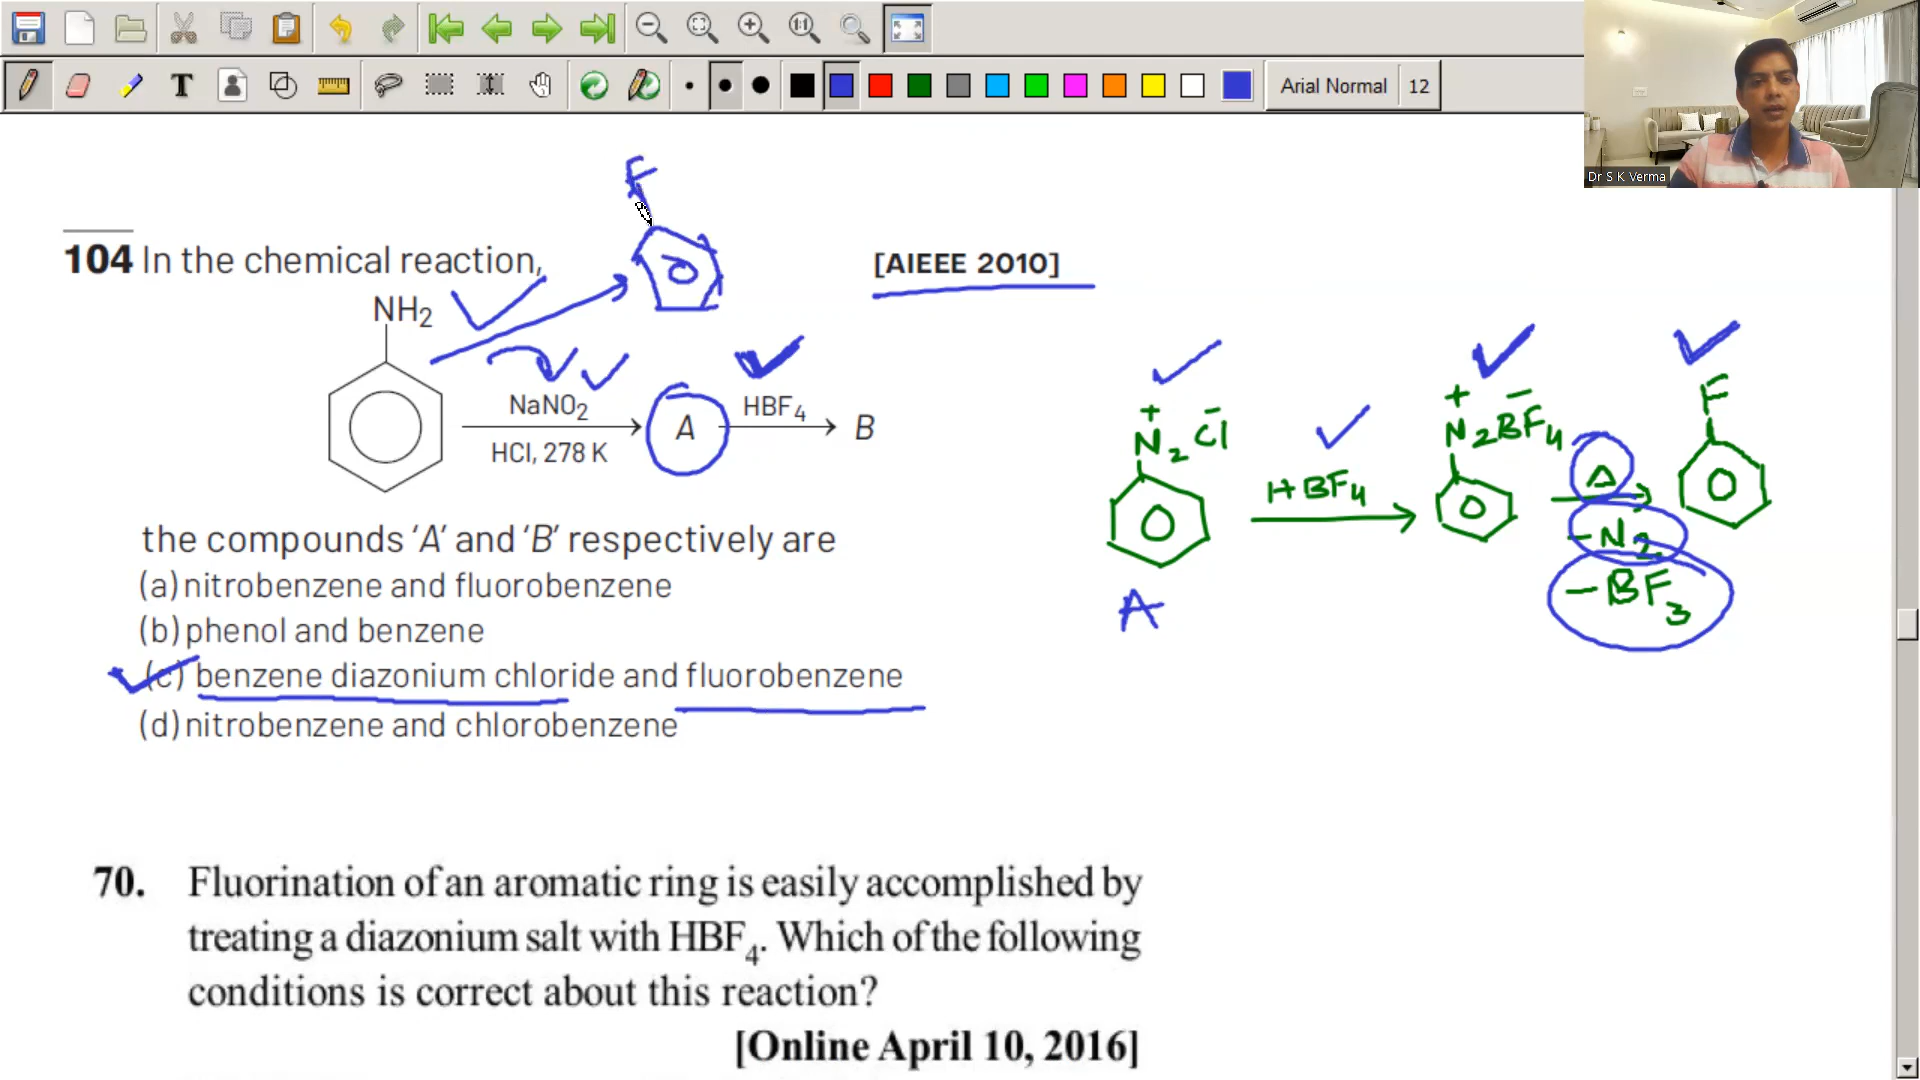 T
1:1
Arial Normal 12
Dr S K Verma
F
104 In the chemical reaction, [AIEEE 2010]
NH2
NaNO2
HCl, 278 K
A
HBF4
B
+ -
N2Cl
HBF4
+ -
N2BF4
Δ
-N2
-BF3
F
A
the compounds ‘A’ and ‘B’ respectively are
(a) nitrobenzene and fluorobenzene
(b) phenol and benzene
(c) benzene diazonium chloride and fluorobenzene
(d) nitrobenzene and chlorobenzene
70. Fluorination of an aromatic ring is easily accomplished by
treating a diazonium salt with HBF4. Which of the following
conditions is correct about this reaction?
[Online April 10, 2016]